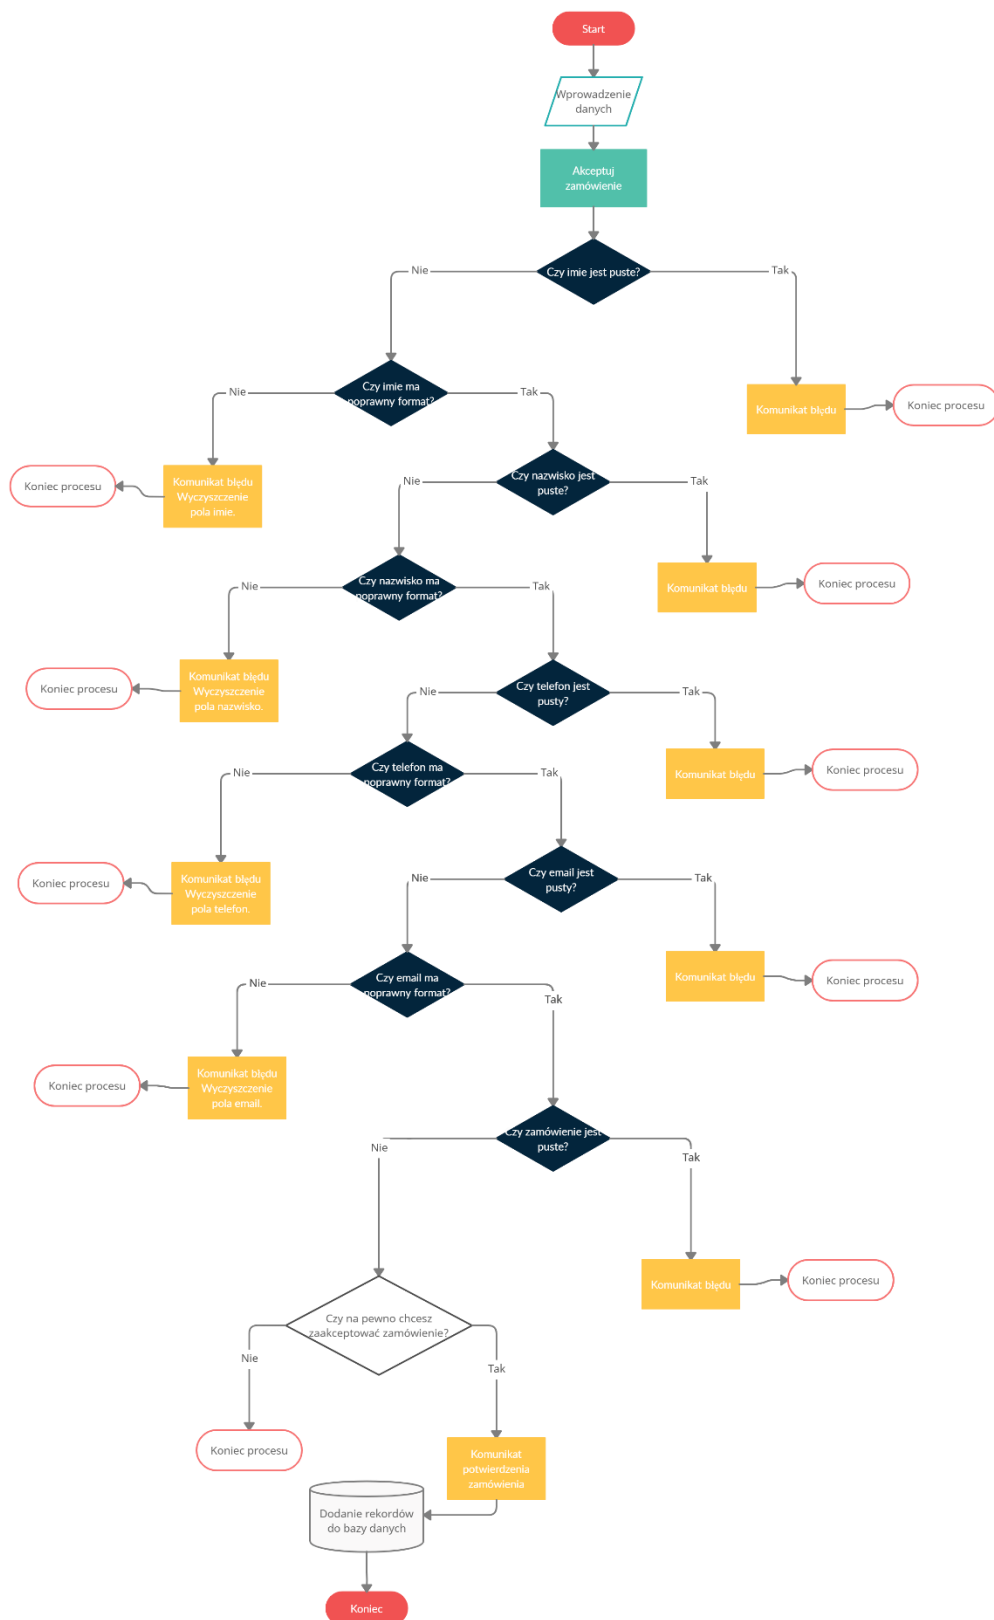 Start
Wprowadzenie
danych
Akceptuj
zamówienie
Czy imie jest puste?
Nie
Tak
Czy imie ma
poprawny format?
Nie
Tak
Komunikat błędu
Koniec procesu
Czy nazwisko jest
puste?
Nie
Tak
Koniec procesu
Komunikat błędu
Wyczyszczenie
pola imie.
Czy nazwisko ma
poprawny format?
Nie
Tak
Komunikat błędu
Koniec procesu
Koniec procesu
Komunikat błędu
Wyczyszczenie
pola nazwisko.
Czy telefon jest
pusty?
Nie
Tak
Czy telefon ma
poprawny format?
Nie
Tak
Komunikat błędu
Koniec procesu
Koniec procesu
Komunikat błędu
Wyczyszczenie
pola telefon.
Czy email jest
pusty?
Nie
Tak
Czy email ma
poprawny format?
Nie
Tak
Komunikat błędu
Koniec procesu
Koniec procesu
Komunikat błędu
Wyczyszczenie
pola email.
Czy zamówienie jest
puste?
Nie
Tak
Komunikat błędu
Koniec procesu
Czy na pewno chcesz
zaakceptować zamówienie?
Nie
Tak
Koniec procesu
Komunikat
potwierdzenia
zamówienia
Dodanie rekordów
do bazy danych
Koniec